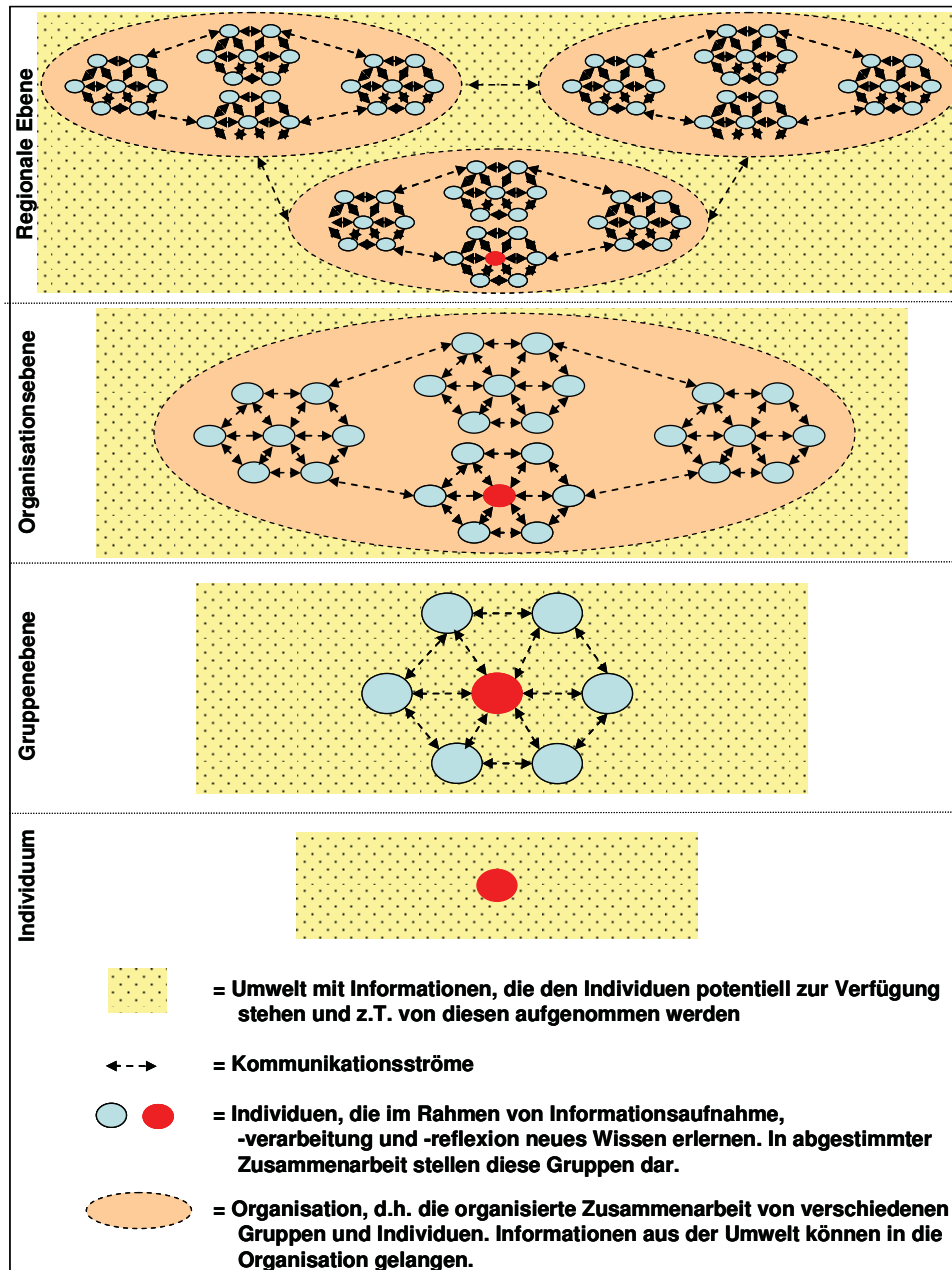 Regionale Ebene
Organisationsebene
Gruppenebene
Individuum
= Umwelt mit Informationen, die den Individuen potentiell zur Verfügung
stehen und z.T. von diesen aufgenommen werden
= Kommunikationsströme
= Individuen, die im Rahmen von Informationsaufnahme,
-verarbeitung und -reflexion neues Wissen erlernen. In abgestimmter
Zusammenarbeit stellen diese Gruppen dar.
= Organisation, d.h. die organisierte Zusammenarbeit von verschiedenen
Gruppen und Individuen. Informationen aus der Umwelt können in die
Organisation gelangen.